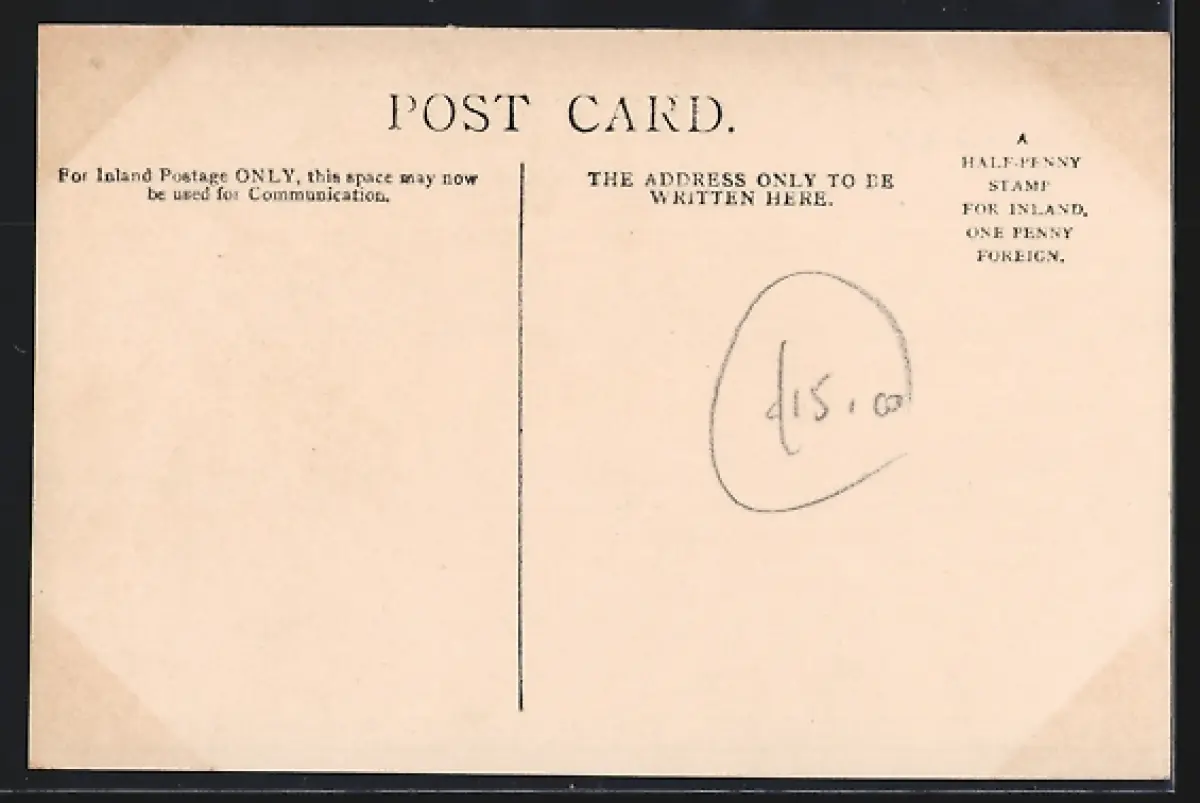 POST CARD.
For Inland Postage ONLY, this space may now
be used for Communication.
THE ADDRESS ONLY TO BE
WRITTEN HERE.
A
HALF-PENNY
STAMP
FOR INLAND,
ONE PENNY
FOREIGN.
£15.00